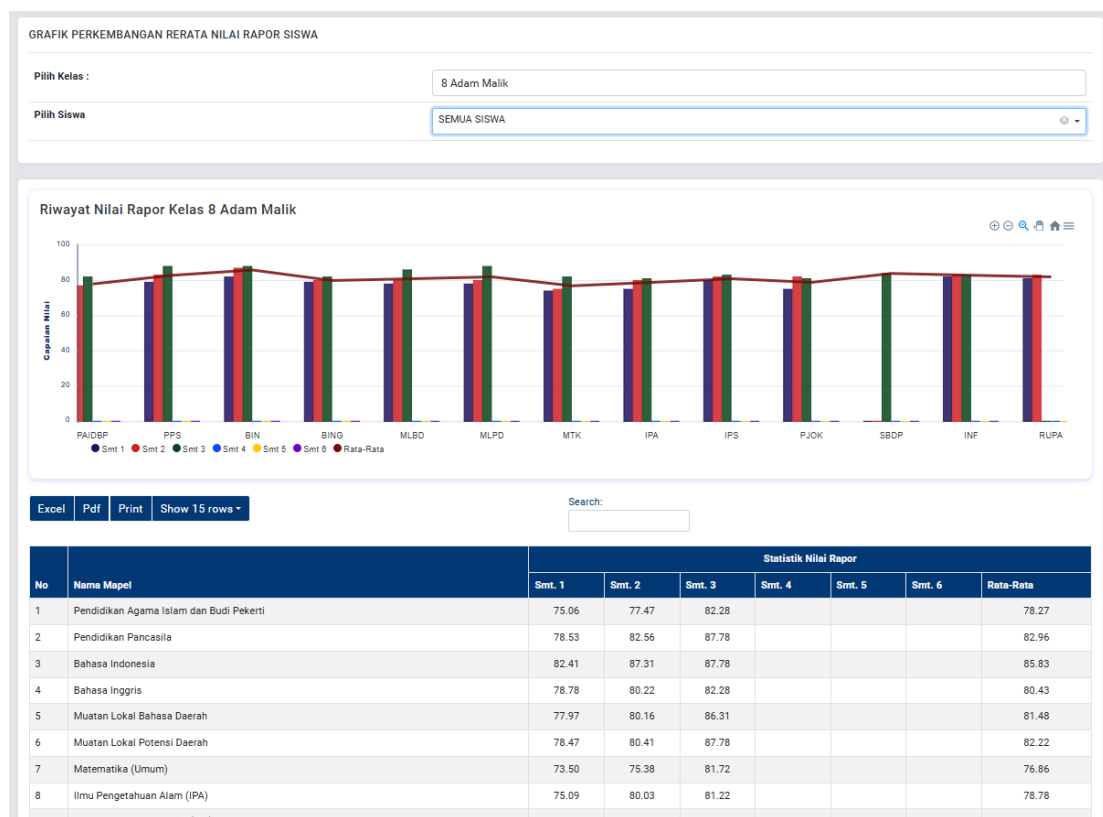 GRAFIK PERKEMBANGAN RERATA NILAI RAPOR SISWA
Pilih Kelas :
8 Adam Malik
Pilih Siswa
SEMUA SISWA
Riwayat Nilai Rapor Kelas 8 Adam Malik
100
80
60
40
20
0
Capaian Nilai
PAIDBP PPS BIN BING MLBD MLPD MTK IPA IPS PJOK SBDP INF RUPA
Smt 1 Smt 2 Smt 3 Smt 4 Smt 5 Smt 6 Rata-Rata
Excel Pdf Print Show 15 rows
Search:
Statistik Nilai Rapor
No Nama Mapel Smt. 1 Smt. 2 Smt. 3 Smt. 4 Smt. 5 Smt. 6 Rata-Rata
1 Pendidikan Agama Islam dan Budi Pekerti 75.06 77.47 82.28 78.27
2 Pendidikan Pancasila 78.53 82.56 87.78 82.96
3 Bahasa Indonesia 82.41 87.31 87.78 85.83
4 Bahasa Inggris 78.78 80.22 82.28 80.43
5 Muatan Lokal Bahasa Daerah 77.97 80.16 86.31 81.48
6 Muatan Lokal Potensi Daerah 78.47 80.41 87.78 82.22
7 Matematika (Umum) 73.50 75.38 81.72 76.86
8 Ilmu Pengetahuan Alam (IPA) 75.09 80.03 81.22 78.78